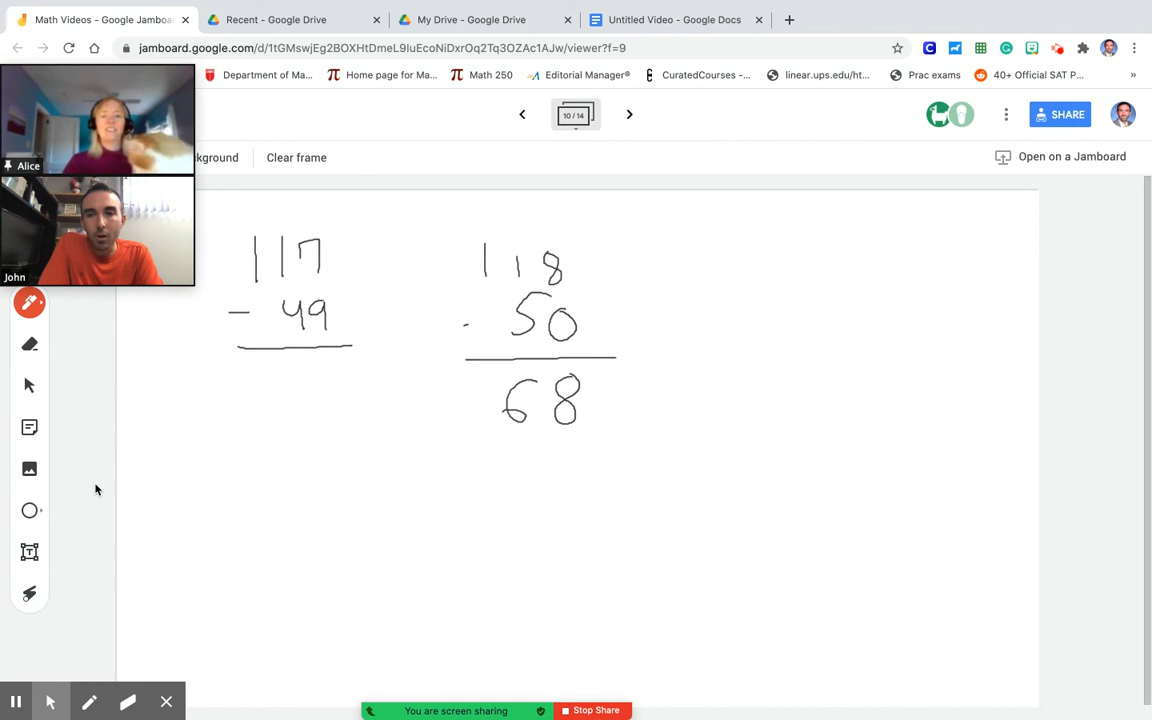 Math Videos - Google Jamboa
Recent - Google Drive
My Drive - Google Drive
Untitled Video - Google Docs
jamboard.google.com/d/1tGMswjEg2BOXHtDmeL9IuEcoNiDxrOq2Tq3OZAc1AJw/viewer?f=9
Department of Ma...
Home page for Ma...
Math 250
Editorial Manager®
CuratedCourses -...
linear.ups.edu/ht...
Prac exams
40+ Official SAT P...
»
10 / 14
SHARE
Alice
kground
Clear frame
Open on a Jamboard
John
117
- 49
118
- 50
68
You are screen sharing
Stop Share